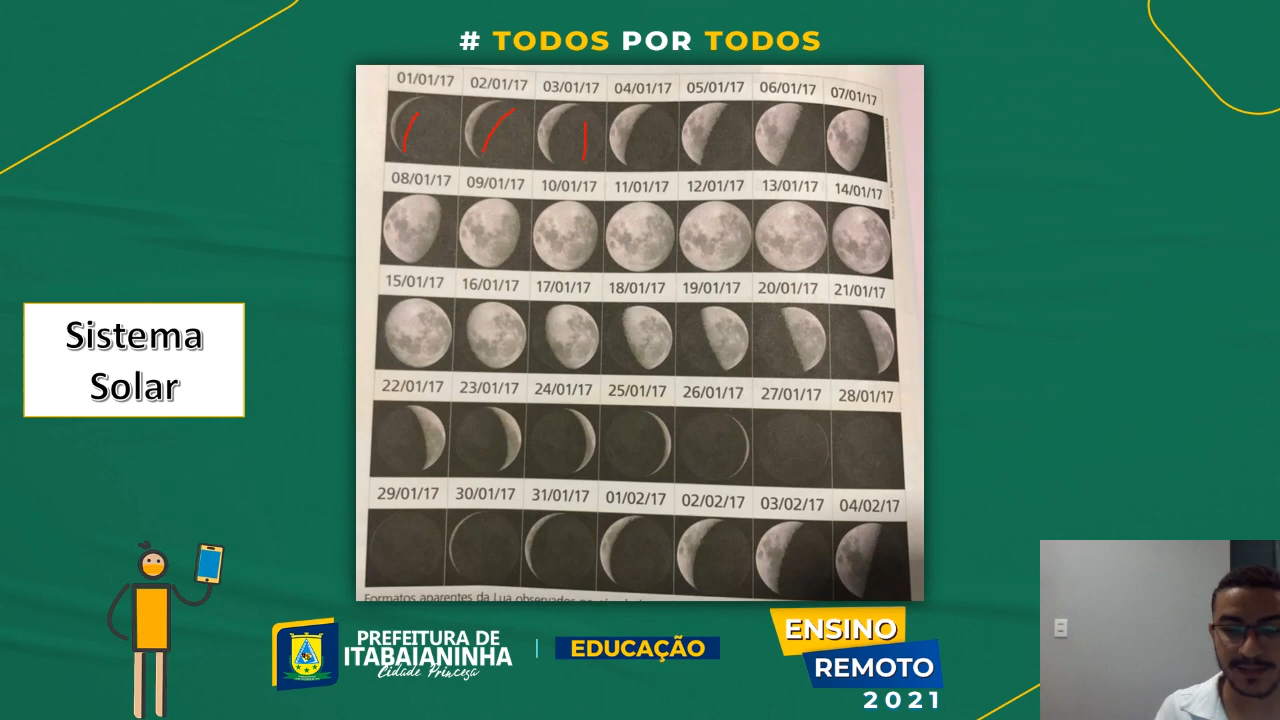 # TODOS POR TODOS
01/01/17 02/01/17 03/01/17 04/01/17 05/01/17 06/01/17 07/01/17
08/01/17 09/01/17 10/01/17 11/01/17 12/01/17 13/01/17 14/01/17
15/01/17 16/01/17 17/01/17 18/01/17 19/01/17 20/01/17 21/01/17
22/01/17 23/01/17 24/01/17 25/01/17 26/01/17 27/01/17 28/01/17
29/01/17 30/01/17 31/01/17 01/02/17 02/02/17 03/02/17 04/02/17
Formatos aparentes da Lua
Sistema
Solar
PREFEITURA DE
ITABAIANINHA
Cidade Princesa
EDUCAÇÃO
ENSINO
REMOTO
2021